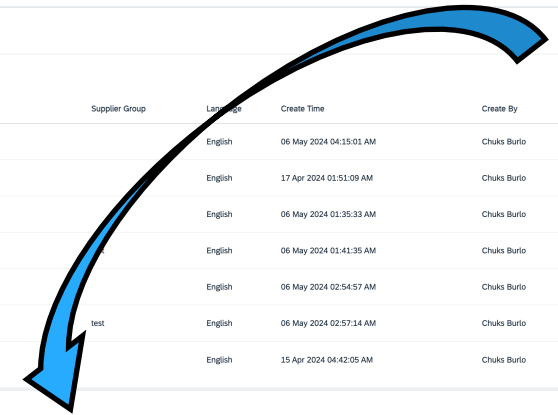 Supplier Group Create Time Create By
English 06 May 2024 04:15:01 AM Chuks Burlo
English 17 Apr 2024 01:51:09 AM Chuks Burlo
English 06 May 2024 01:35:33 AM Chuks Burlo
English 06 May 2024 01:41:35 AM Chuks Burlo
English 06 May 2024 02:54:57 AM Chuks Burlo
test English 06 May 2024 02:57:14 AM Chuks Burlo
English 15 Apr 2024 04:42:05 AM Chuks Burlo